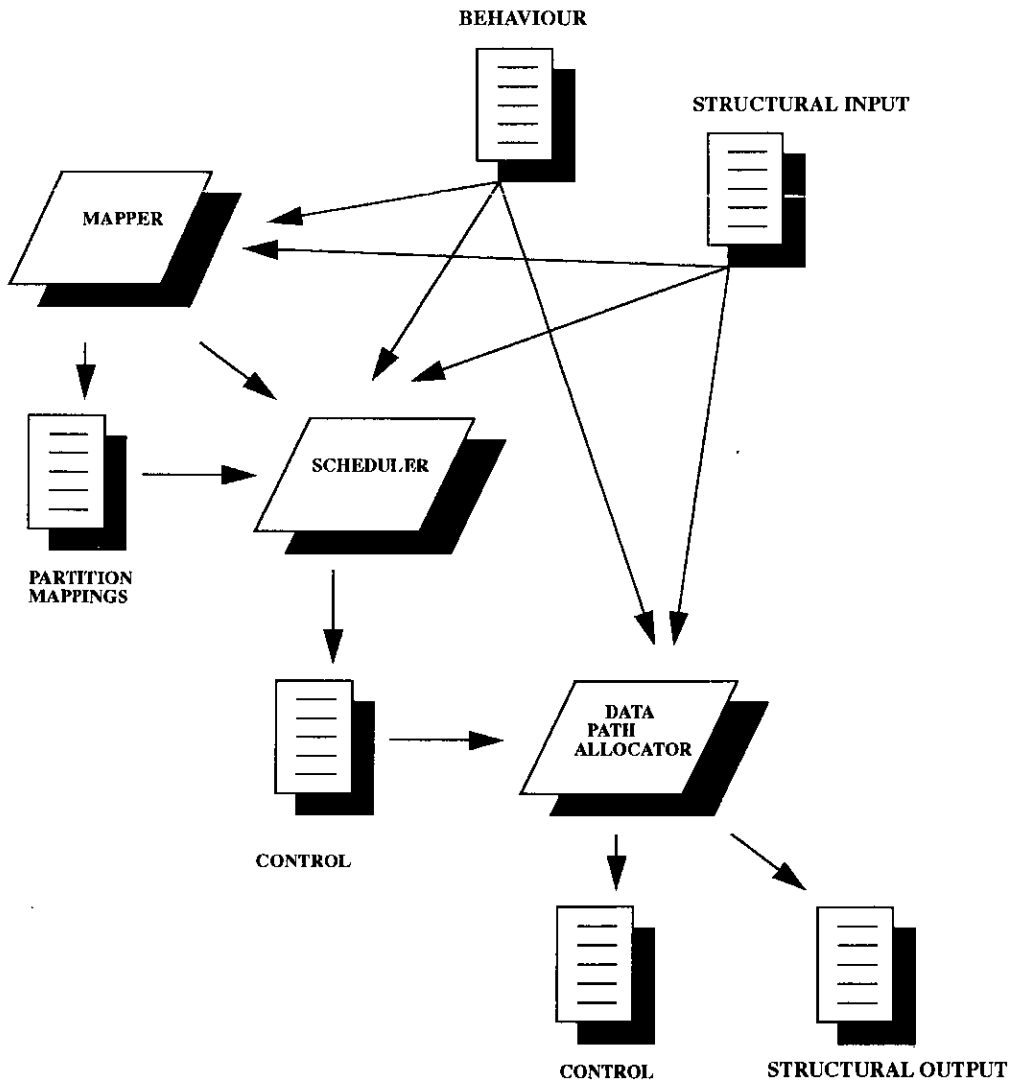 BEHAVIOUR
STRUCTURAL INPUT
MAPPER
SCHEDULER
PARTITION
MAPPINGS
DATA
PATH
ALLOCATOR
CONTROL
CONTROL
STRUCTURAL OUTPUT